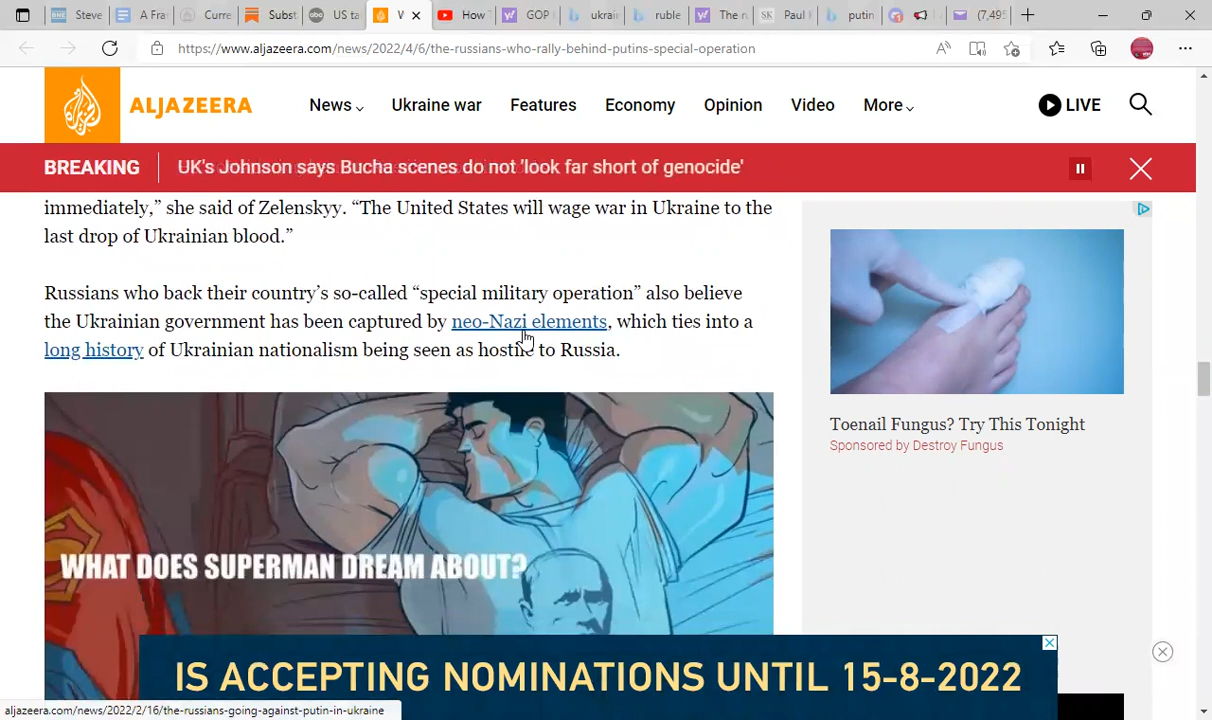 Steve
A Fra
Curre
Subst
US ta
W
How
GOP
ukrain
ruble
The ru
SK Paul
putin
(7,495
https://www.aljazeera.com/news/2022/4/6/the-russians-who-rally-behind-putins-special-operation
ALJAZEERA
News
Ukraine war
Features
Economy
Opinion
Video
More
LIVE
BREAKING
UK's Johnson says Bucha scenes do not 'look far short of genocide'
immediately,” she said of Zelenskyy. “The United States will wage war in Ukraine to the
last drop of Ukrainian blood.”
Russians who back their country’s so-called “special military operation” also believe
the Ukrainian government has been captured by neo-Nazi elements, which ties into a
long history of Ukrainian nationalism being seen as hostile to Russia.
WHAT DOES SUPERMAN DREAM ABOUT?
Toenail Fungus? Try This Tonight
Sponsored by Destroy Fungus
IS ACCEPTING NOMINATIONS UNTIL 15-8-2022
aljazeera.com/news/2022/2/16/the-russians-going-against-putin-in-ukraine